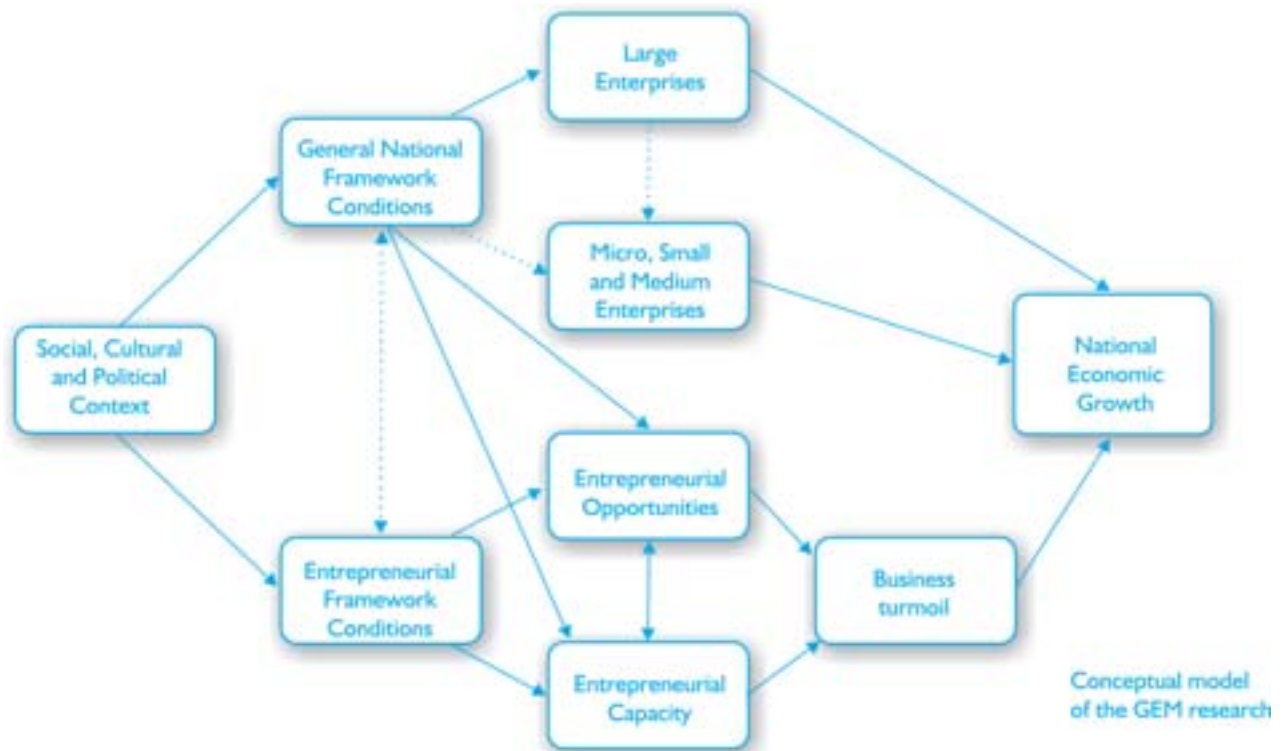 Large
Enterprises
General National
Framework
Conditions
Micro, Small
and Medium
Enterprises
Social, Cultural
and Political
Context
National
Economic
Growth
Entrepreneurial
Opportunities
Entrepreneurial
Framework
Conditions
Business
turmoil
Entrepreneurial
Capacity
Conceptual model
of the GEM research